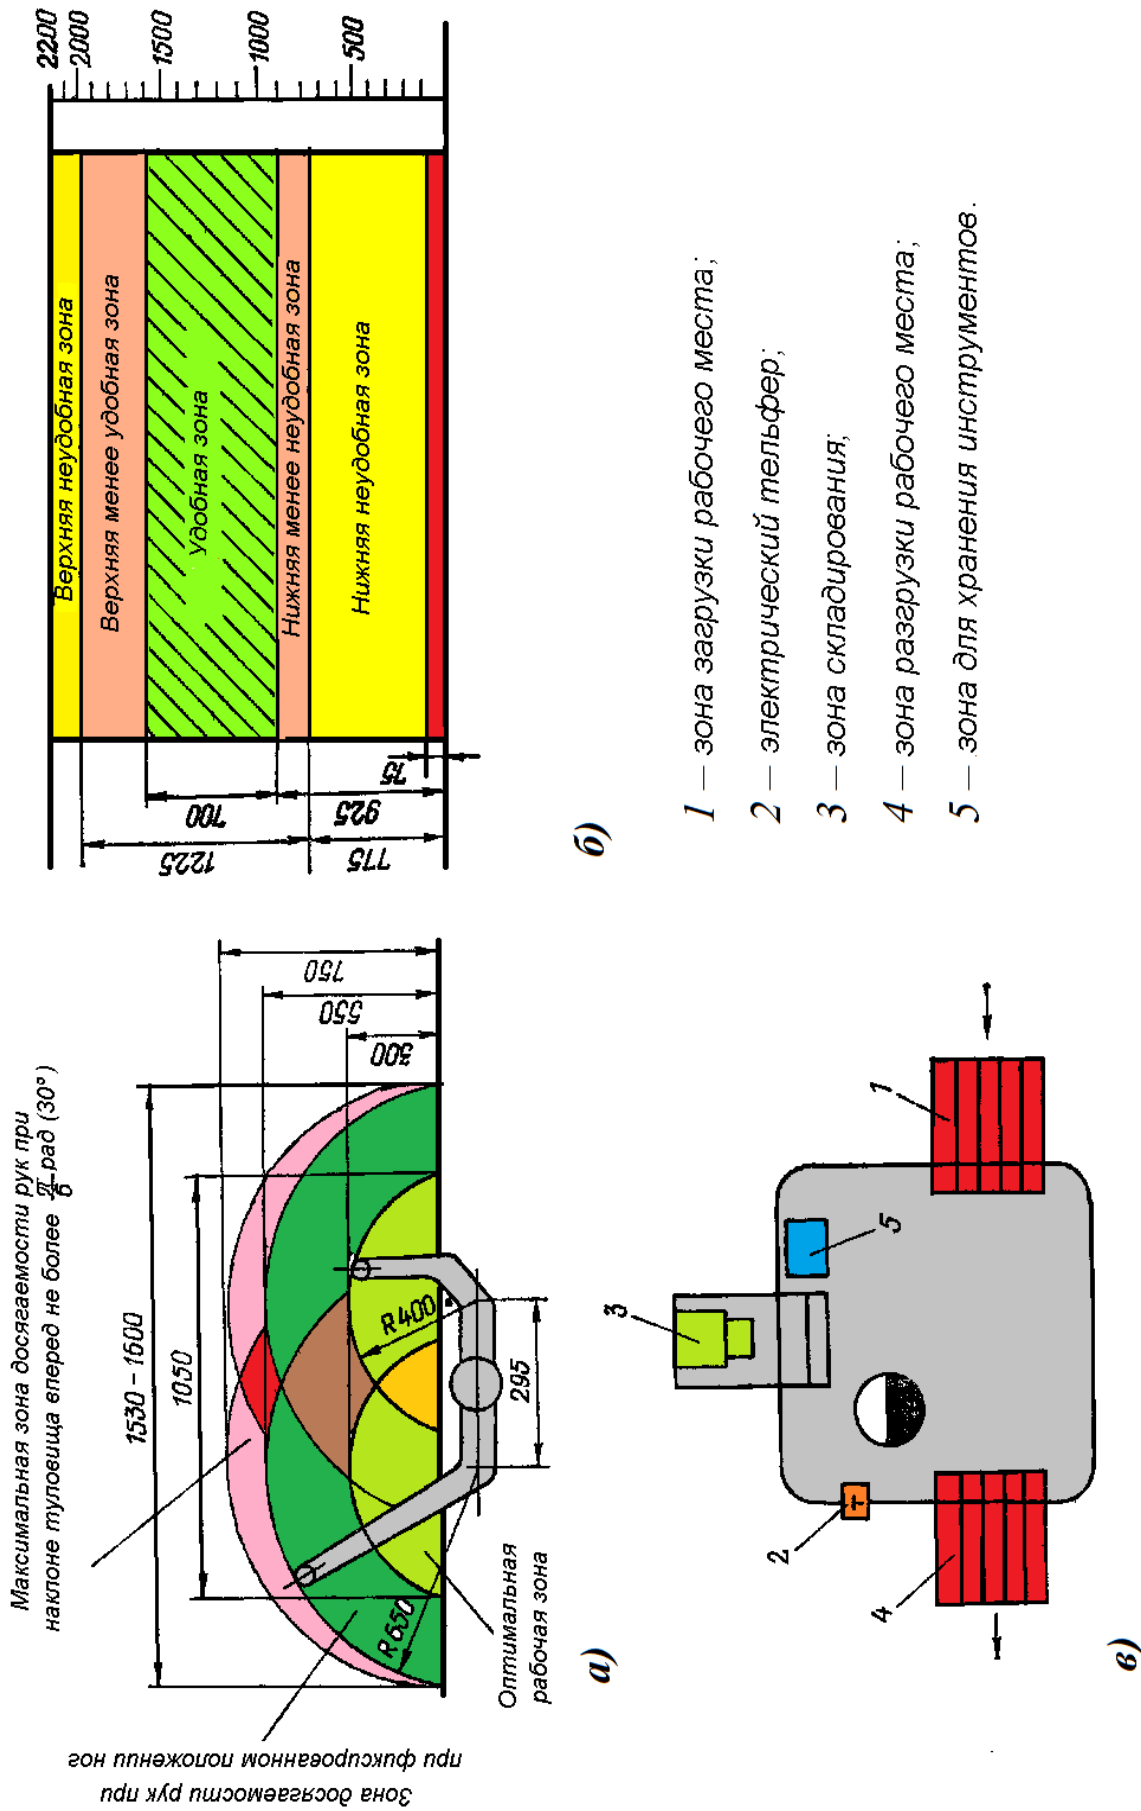 Максимальная зона досягаемости рук при
наклоне туловища вперед не более π/6 рад (30°)
1530-1600
1050
750
550
300
R400
295
R650
Оптимальная
рабочая зона
Зона досягаемости рук при
при фиксированном положении ног
а)
2200
2000
1500
1000
500
Верхняя неудобная зона
Верхняя менее удобная зона
Удобная зона
Нижняя менее неудобная зона
Нижняя неудобная зона
1225
700
775
925
75
б)
3
5
1
2
4
в)
1 – зона загрузки рабочего места;
2 – электрический тельфер;
3 – зона складирования;
4 – зона разгрузки рабочего места;
5 – зона для хранения инструментов.